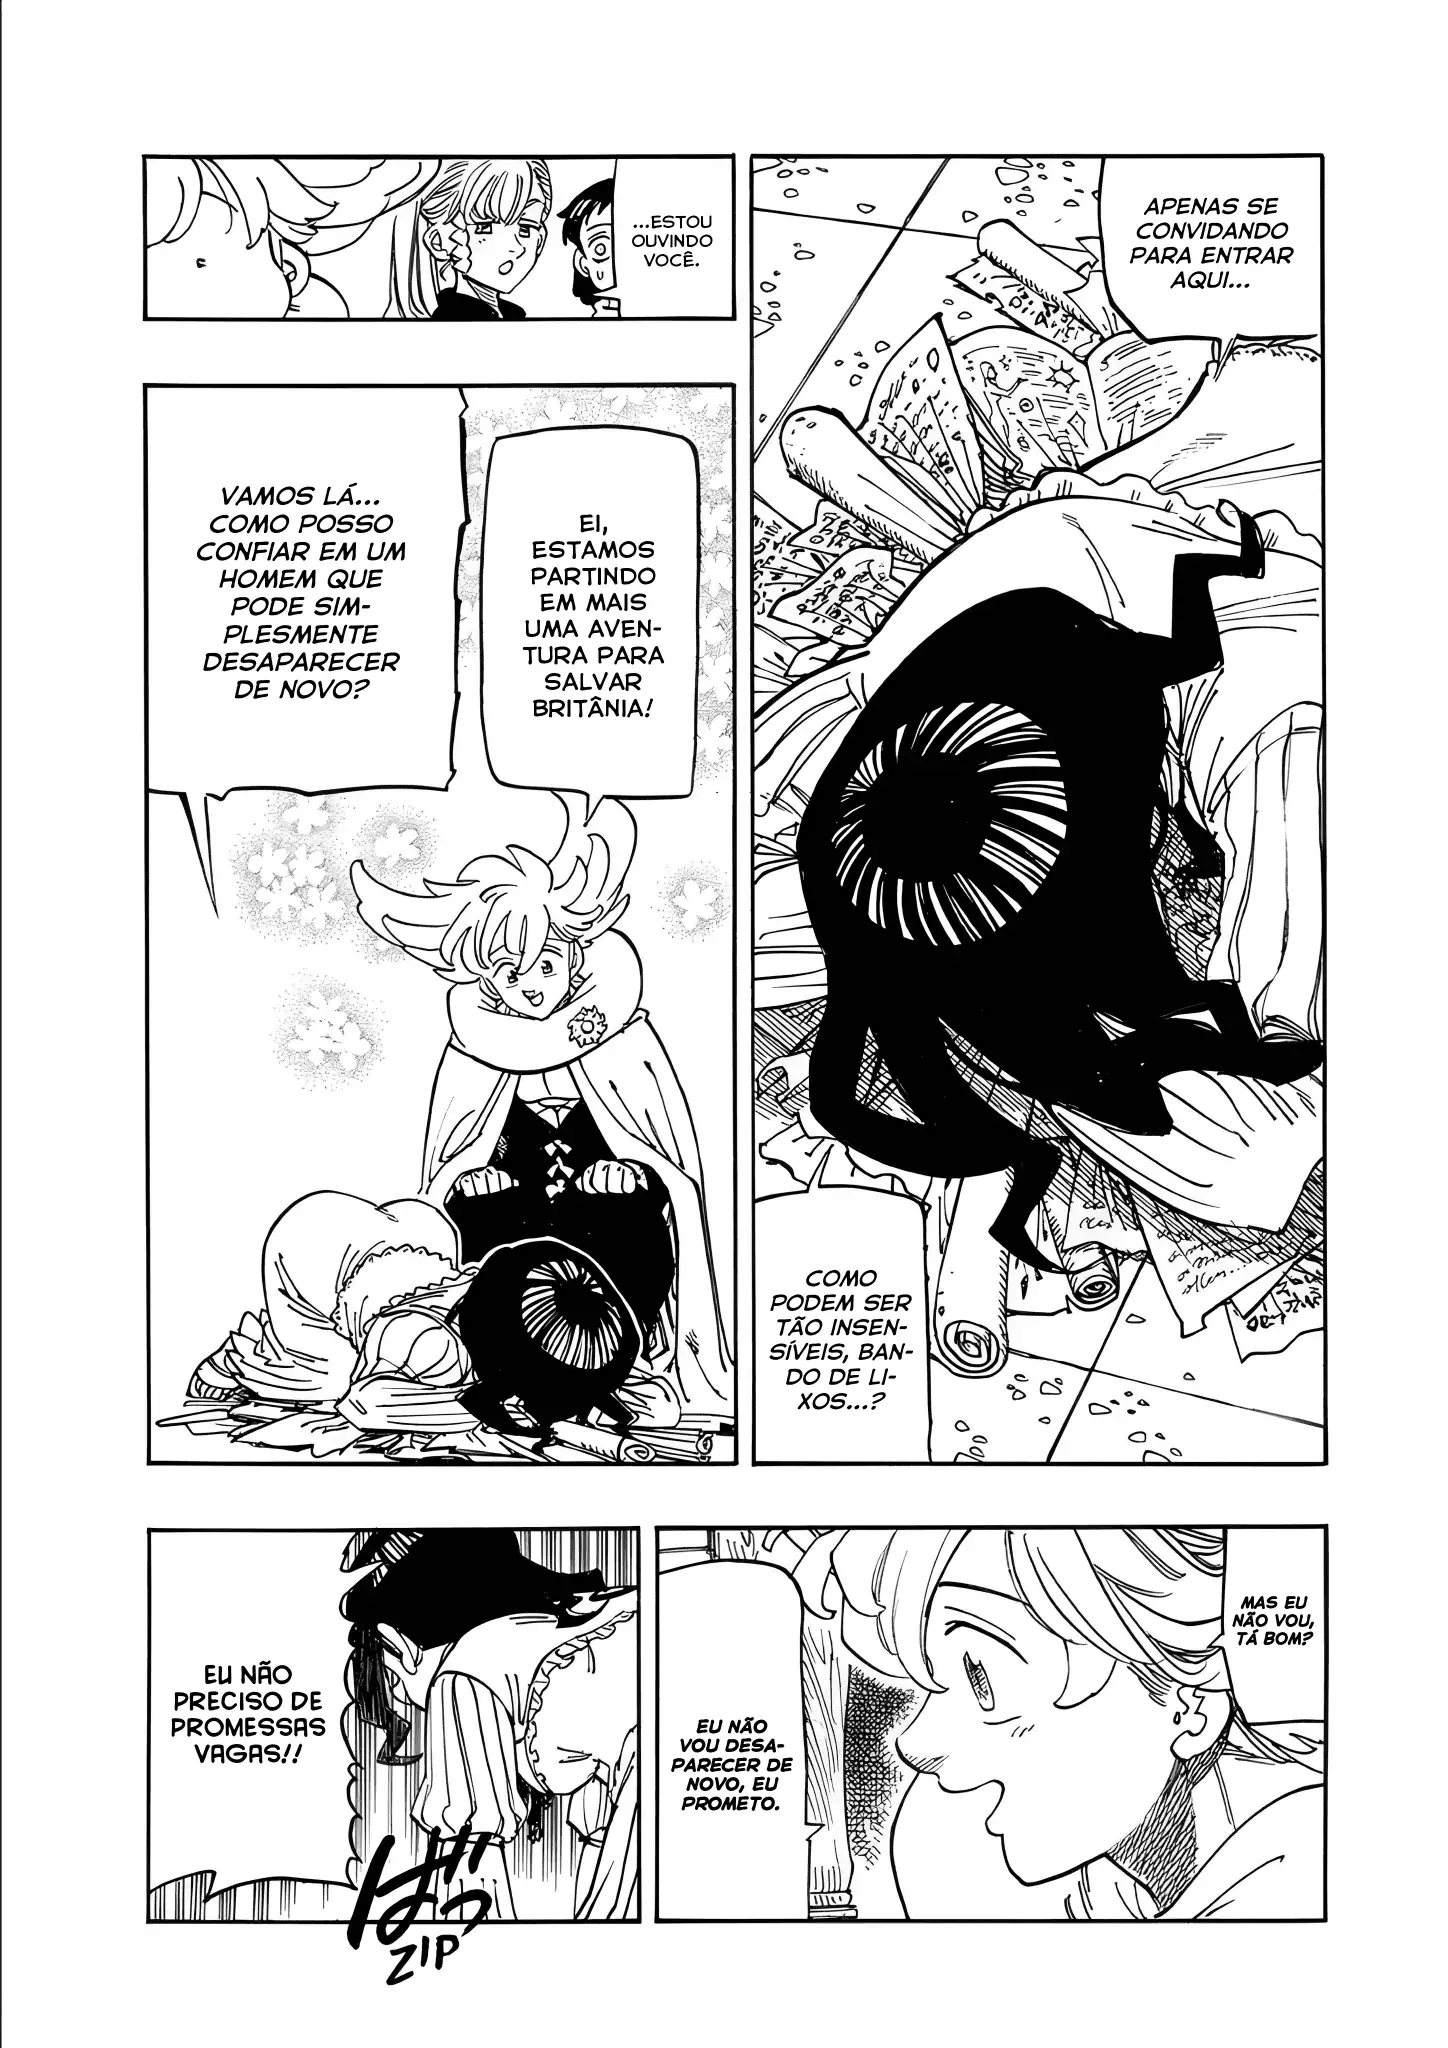 APENAS SE
CONVIDANDO
PARA ENTRAR
AQUI...
COMO
PODEM SER
TÃO INSEN-
SÍVEIS, BAN-
DO DE LI-
XOS...?
...ESTOU
OUVINDO
VOCÊ.
EI,
ESTAMOS
PARTINDO
EM MAIS
UMA AVEN-
TURA PARA
SALVAR
BRITÂNIA!
VAMOS LÁ...
COMO POSSO
CONFIAR EM UM
HOMEM QUE
PODE SIM-
PLESMENTE
DESAPARECER
DE NOVO?
MAS EU
NÃO VOU,
TÁ BOM?
EU NÃO
VOU DESA-
PARECER DE
NOVO, EU
PROMETO.
EU NÃO
PRECISO DE
PROMESSAS
VAGAS!!
ばっ
ZIP